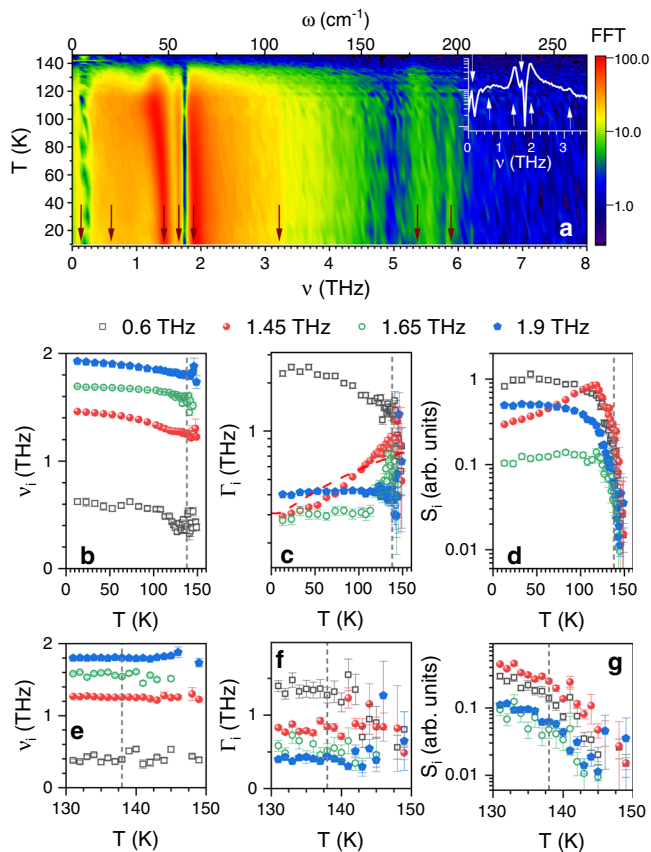 ω (cm⁻¹)
0 50 100 150 200 250
FFT
100.0
10.0
1.0
140
120
100
80
60
40
20
T (K)
0 1 2 3
ν (THz)
a
0 1 2 3 4 5 6 7 8
ν (THz)
0.6 THz 1.45 THz 1.65 THz 1.9 THz
2
1
0
νᵢ (THz)
b
0 50 100 150
T (K)
1
Γᵢ (THz)
c
0 50 100 150
T (K)
1
0.1
0.01
Sᵢ (arb. units)
d
0 50 100 150
T (K)
2
1
0
νᵢ (THz)
e
130 140 150
T (K)
1
0
Γᵢ (THz)
f
130 140 150
T (K)
0.1
0.01
Sᵢ (arb. units)
g
130 140 150
T (K)